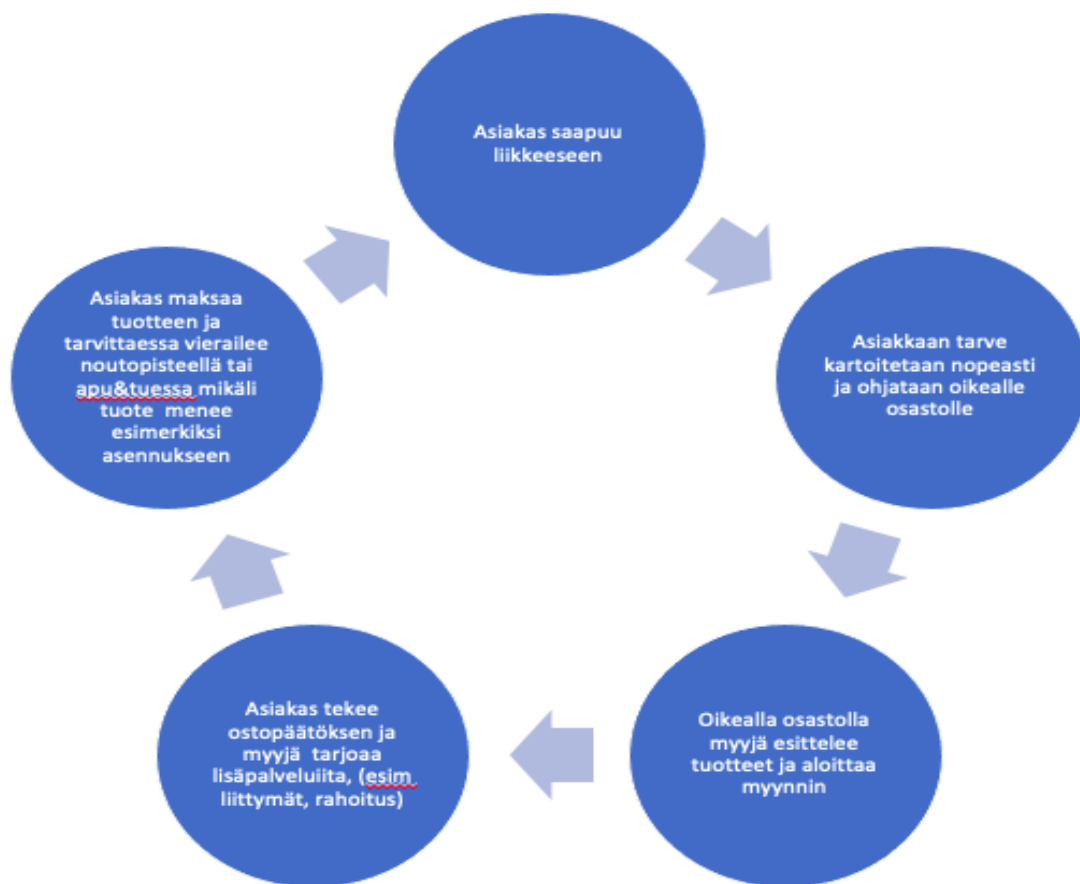 Asiakas saapuu
liikkeeseen
Asiakkaan tarve
kartoitetaan nopeasti
ja ohjataan oikealle
osastolle
Oikealla osastolla
myyjä esittelee
tuotteet ja aloittaa
myynnin
Asiakas tekee
ostopäätöksen ja
myyjä tarjoaa
lisäpalveluita, (esim
liittymät, rahoitus)
Asiakas maksaa
tuotteen ja
tarvittaessa vierailee
noutopisteellä tai
apu&tuessa mikäli
tuote menee
esimerkiksi
asennukseen